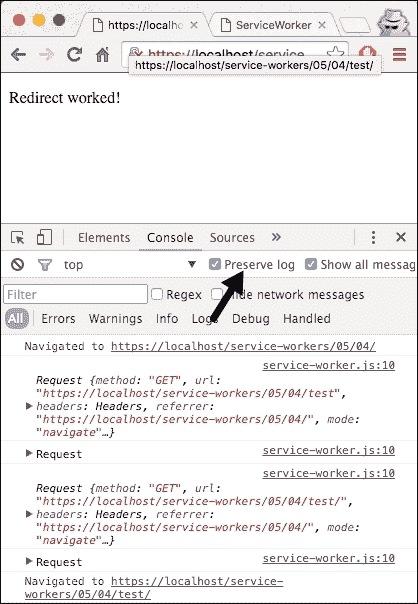 https://loc
ServiceWorker
https://localhost/service
https://localhost/service-workers/05/04/test/
Redirect worked!
Elements Console Sources »
top Preserve log Show all messag
Filter Regex Hide network messages
All Errors Warnings Info Logs Debug Handled
Navigated to https://localhost/service-workers/05/04/
service-worker.js:10
Request {method: "GET", url:
"https://localhost/service-workers/05/04/test",
headers: Headers, referrer:
"https://localhost/service-workers/05/04/", mode:
"navigate"…}
Request service-worker.js:10
service-worker.js:10
Request {method: "GET", url:
"https://localhost/service-workers/05/04/test/",
headers: Headers, referrer:
"https://localhost/service-workers/05/04/", mode:
"navigate"…}
Request service-worker.js:10
Navigated to https://localhost/service-
workers/05/04/test/